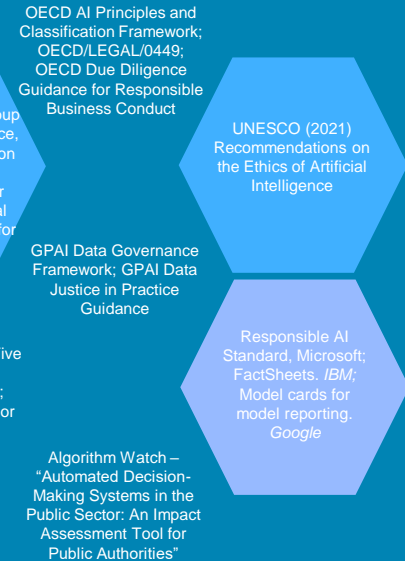 OECD AI Principles and
Classification Framework;
OECD/LEGAL/0449;
OECD Due Diligence
Guidance for Responsible
Business Conduct
UNESCO (2021)
Recommendations on
the Ethics of Artificial
Intelligence
GPAI Data Governance
Framework; GPAI Data
Justice in Practice
Guidance
Responsible AI
Standard, Microsoft;
FactSheets. IBM;
Model cards for
model reporting.
Google
Algorithm Watch –
“Automated Decision-
Making Systems in the
Public Sector: An Impact
Assessment Tool for
Public Authorities”